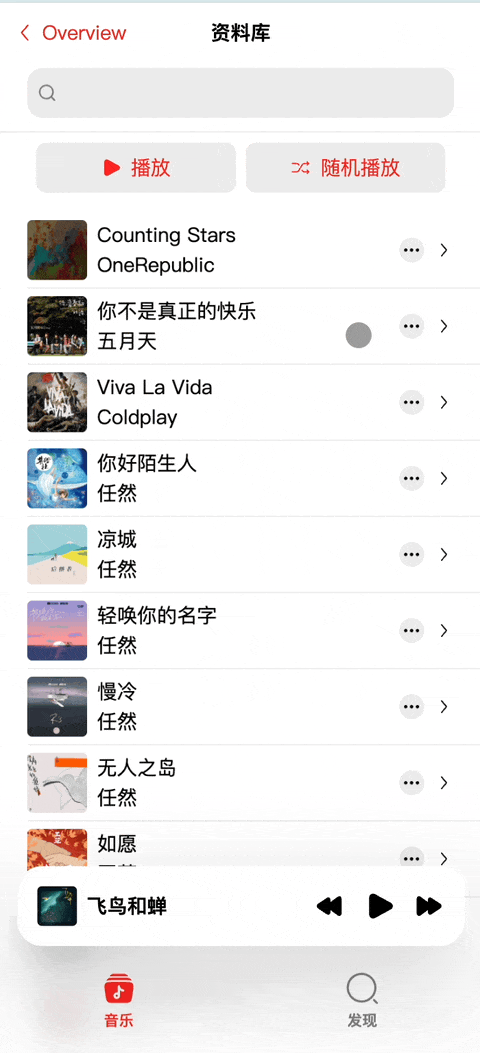 Overview
资料库
播放
随机播放
Counting Stars
OneRepublic
你不是真正的快乐
五月天
Viva La Vida
Coldplay
你好陌生人
任然
凉城
任然
轻唤你的名字
任然
慢冷
任然
无人之岛
任然
如愿
飞鸟和蝉
音乐
发现